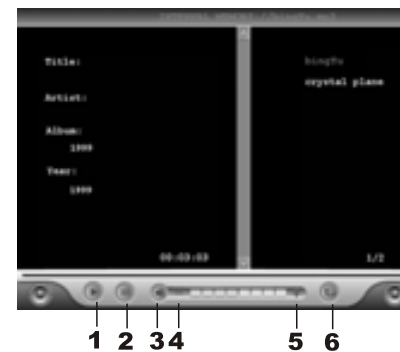 Title:
Artist:
Album:
1999
Year:
1999
00:03:03
bingYu
crystal plane
1/2
1 2 3 4 5 6